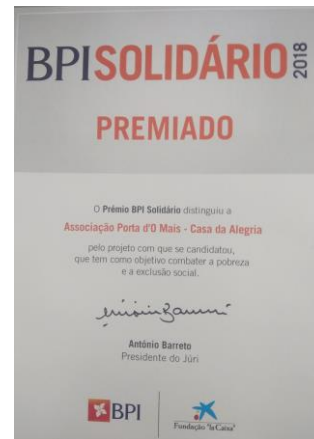 BPI SOLIDÁRIO 2018
PREMIADO
O Prémio BPI Solidário distinguiu a
Associação Porta d'O Mais - Casa da Alegria
pelo projeto com que se candidatou,
que tem como objetivo combater a pobreza
e a exclusão social.
António Barreto
Presidente do Júri
BPI
Fundação "la Caixa"